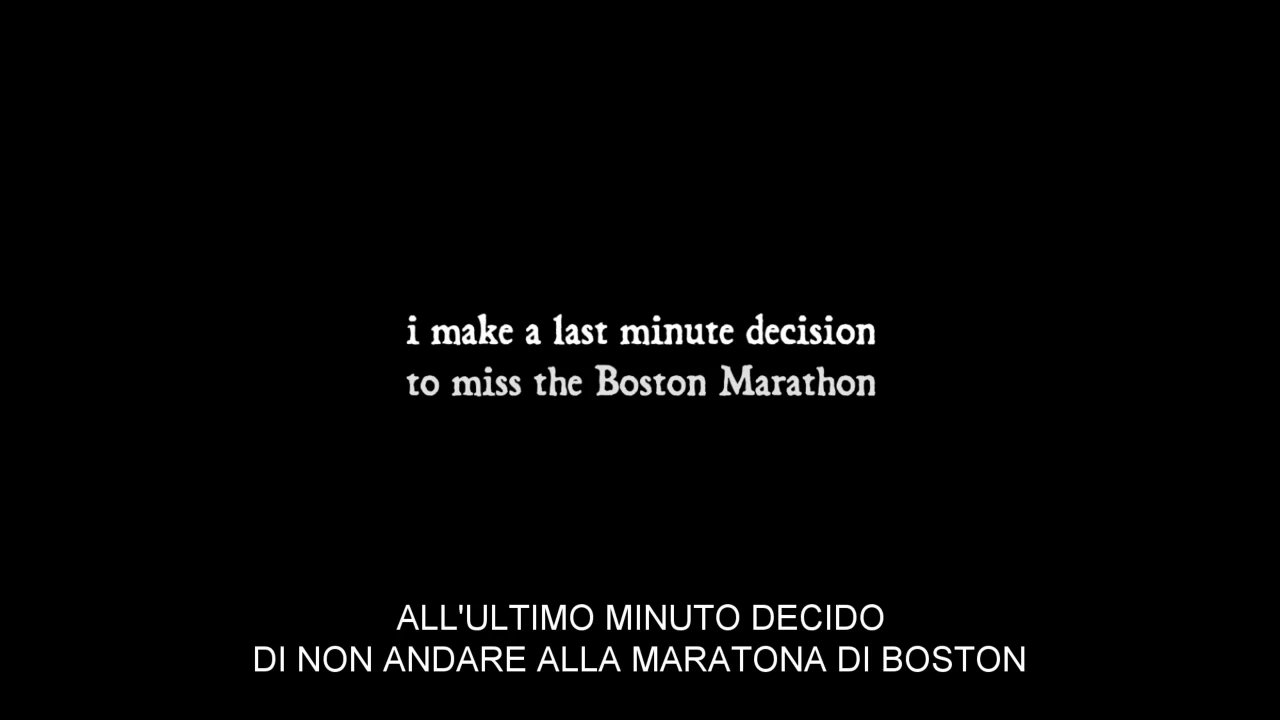 i make a last minute decision
to miss the Boston Marathon
ALL'ULTIMO MINUTO DECIDO
DI NON ANDARE ALLA MARATONA DI BOSTON